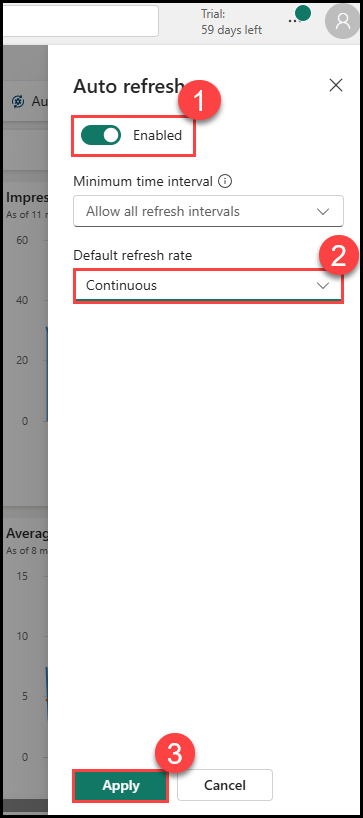 Trial:
59 days left
Auto refresh
1
Au
Enabled
Minimum time interval
Impres
As of 11 m
Allow all refresh intervals
60
Default refresh rate
2
Continuous
40
20
0
Averag
As of 8 m
15
10
5
0
3
Apply
Cancel